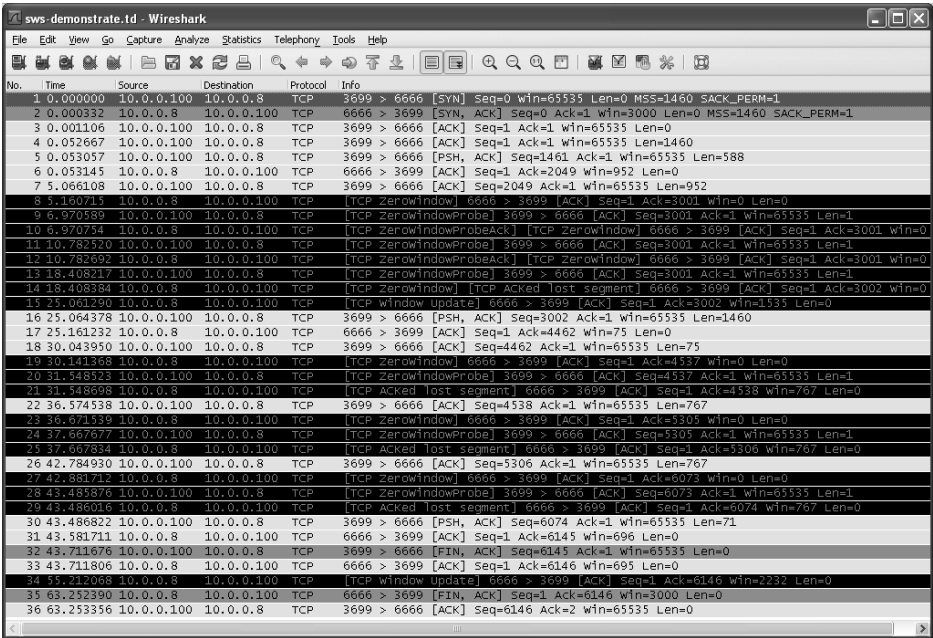 sws-demonstrate.td - Wireshark
File Edit View Go Capture Analyze Statistics Telephony Tools Help
No. Time Source Destination Protocol Info
1 0.000000 10.0.0.100 10.0.0.8 TCP 3699 > 6666 [SYN] Seq=0 Win=65535 Len=0 MSS=1460 SACK_PERM=1
2 0.000332 10.0.0.8 10.0.0.100 TCP 6666 > 3699 [SYN, ACK] Seq=0 Ack=1 Win=3000 Len=0 MSS=1460 SACK_PERM=1
3 0.001106 10.0.0.100 10.0.0.8 TCP 3699 > 6666 [ACK] Seq=1 Ack=1 Win=65535 Len=0
4 0.052667 10.0.0.100 10.0.0.8 TCP 3699 > 6666 [ACK] Seq=1 Ack=1 Win=65535 Len=1460
5 0.053057 10.0.0.100 10.0.0.8 TCP 3699 > 6666 [PSH, ACK] Seq=1461 Ack=1 Win=65535 Len=588
6 0.053145 10.0.0.8 10.0.0.100 TCP 6666 > 3699 [ACK] Seq=1 Ack=2049 Win=952 Len=0
7 5.066108 10.0.0.100 10.0.0.8 TCP 3699 > 6666 [ACK] Seq=2049 Ack=1 Win=65535 Len=952
8 5.160715 10.0.0.8 10.0.0.100 TCP [TCP ZeroWindow] 6666 > 3699 [ACK] Seq=1 Ack=3001 Win=0 Len=0
9 6.970589 10.0.0.100 10.0.0.8 TCP [TCP ZeroWindowProbe] 3699 > 6666 [ACK] Seq=3001 Ack=1 Win=65535 Len=1
10 6.970754 10.0.0.8 10.0.0.100 TCP [TCP ZeroWindowProbeAck] [TCP ZeroWindow] 6666 > 3699 [ACK] Seq=1 Ack=3001 Win=0
11 10.782520 10.0.0.100 10.0.0.8 TCP [TCP ZeroWindowProbe] 3699 > 6666 [ACK] Seq=3001 Ack=1 Win=65535 Len=1
12 10.782692 10.0.0.8 10.0.0.100 TCP [TCP ZeroWindowProbeAck] [TCP ZeroWindow] 6666 > 3699 [ACK] Seq=1 Ack=3001 Win=0
13 18.408217 10.0.0.100 10.0.0.8 TCP [TCP ZeroWindowProbe] 3699 > 6666 [ACK] Seq=3001 Ack=1 Win=65535 Len=1
14 18.408384 10.0.0.8 10.0.0.100 TCP [TCP ZeroWindow] [TCP ACKed lost segment] 6666 > 3699 [ACK] Seq=1 Ack=3002 Win=0
15 25.061290 10.0.0.8 10.0.0.100 TCP [TCP Window Update] 6666 > 3699 [ACK] Seq=1 Ack=3002 Win=1535 Len=0
16 25.064378 10.0.0.100 10.0.0.8 TCP 3699 > 6666 [PSH, ACK] Seq=3002 Ack=1 Win=65535 Len=1460
17 25.161232 10.0.0.8 10.0.0.100 TCP 6666 > 3699 [ACK] Seq=1 Ack=4462 Win=75 Len=0
18 30.043950 10.0.0.100 10.0.0.8 TCP 3699 > 6666 [ACK] Seq=4462 Ack=1 Win=65535 Len=75
19 30.141368 10.0.0.8 10.0.0.100 TCP [TCP ZeroWindow] 6666 > 3699 [ACK] Seq=1 Ack=4537 Win=0 Len=0
20 31.548523 10.0.0.100 10.0.0.8 TCP [TCP ZeroWindowProbe] 3699 > 6666 [ACK] Seq=4537 Ack=1 Win=65535 Len=1
21 31.548698 10.0.0.8 10.0.0.100 TCP [TCP ACKed lost segment] 6666 > 3699 [ACK] Seq=1 Ack=4538 Win=767 Len=0
22 36.574538 10.0.0.100 10.0.0.8 TCP 3699 > 6666 [ACK] Seq=4538 Ack=1 Win=65535 Len=767
23 36.671539 10.0.0.8 10.0.0.100 TCP [TCP ZeroWindow] 6666 > 3699 [ACK] Seq=1 Ack=5305 Win=0 Len=0
24 37.667677 10.0.0.100 10.0.0.8 TCP [TCP ZeroWindowProbe] 3699 > 6666 [ACK] Seq=5305 Ack=1 Win=65535 Len=1
25 37.667834 10.0.0.8 10.0.0.100 TCP [TCP ACKed lost segment] 6666 > 3699 [ACK] Seq=1 Ack=5306 Win=767 Len=0
26 42.784930 10.0.0.100 10.0.0.8 TCP 3699 > 6666 [ACK] Seq=5306 Ack=1 Win=65535 Len=767
27 42.881712 10.0.0.8 10.0.0.100 TCP [TCP ZeroWindow] 6666 > 3699 [ACK] Seq=1 Ack=6073 Win=0 Len=0
28 43.485876 10.0.0.100 10.0.0.8 TCP [TCP ZeroWindowProbe] 3699 > 6666 [ACK] Seq=6073 Ack=1 Win=65535 Len=1
29 43.486016 10.0.0.8 10.0.0.100 TCP [TCP ACKed lost segment] 6666 > 3699 [ACK] Seq=1 Ack=6074 Win=767 Len=0
30 43.486822 10.0.0.100 10.0.0.8 TCP 3699 > 6666 [PSH, ACK] Seq=6074 Ack=1 Win=65535 Len=71
31 43.581711 10.0.0.8 10.0.0.100 TCP 6666 > 3699 [ACK] Seq=1 Ack=6145 Win=696 Len=0
32 43.711676 10.0.0.100 10.0.0.8 TCP 3699 > 6666 [FIN, ACK] Seq=6145 Ack=1 Win=65535 Len=0
33 43.711806 10.0.0.8 10.0.0.100 TCP 6666 > 3699 [ACK] Seq=1 Ack=6146 Win=695 Len=0
34 55.212068 10.0.0.8 10.0.0.100 TCP [TCP Window Update] 6666 > 3699 [ACK] Seq=1 Ack=6146 Win=2232 Len=0
35 63.252390 10.0.0.8 10.0.0.100 TCP 6666 > 3699 [FIN, ACK] Seq=1 Ack=6146 Win=3000 Len=0
36 63.253356 10.0.0.100 10.0.0.8 TCP 3699 > 6666 [ACK] Seq=6146 Ack=2 Win=65535 Len=0